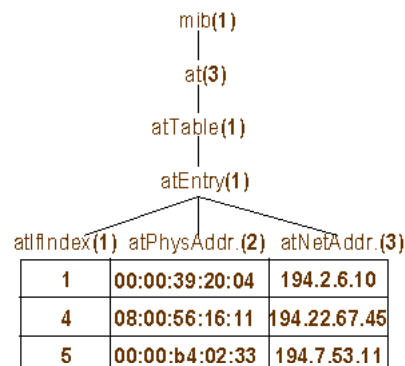 mib(1)
at(3)
atTable(1)
atEntry(1)
atIfIndex(1) atPhysAddr.(2) atNetAddr.(3)
1 00:00:39:20:04 194.2.6.10
4 08:00:56:16:11 194.22.67.45
5 00:00:b4:02:33 194.7.53.11